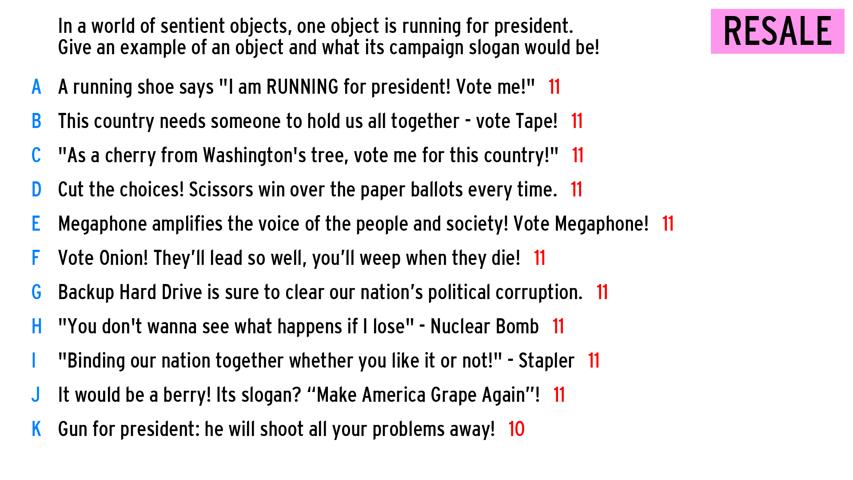 In a world of sentient objects, one object is running for president.
Give an example of an object and what its campaign slogan would be!
RESALE
A A running shoe says "I am RUNNING for president! Vote me!" 11
B This country needs someone to hold us all together - vote Tape! 11
C "As a cherry from Washington's tree, vote me for this country!" 11
D Cut the choices! Scissors win over the paper ballots every time. 11
E Megaphone amplifies the voice of the people and society! Vote Megaphone! 11
F Vote Onion! They’ll lead so well, you’ll weep when they die! 11
G Backup Hard Drive is sure to clear our nation’s political corruption. 11
H "You don't wanna see what happens if I lose" - Nuclear Bomb 11
I "Binding our nation together whether you like it or not!" - Stapler 11
J It would be a berry! Its slogan? “Make America Grape Again”! 11
K Gun for president: he will shoot all your problems away! 10